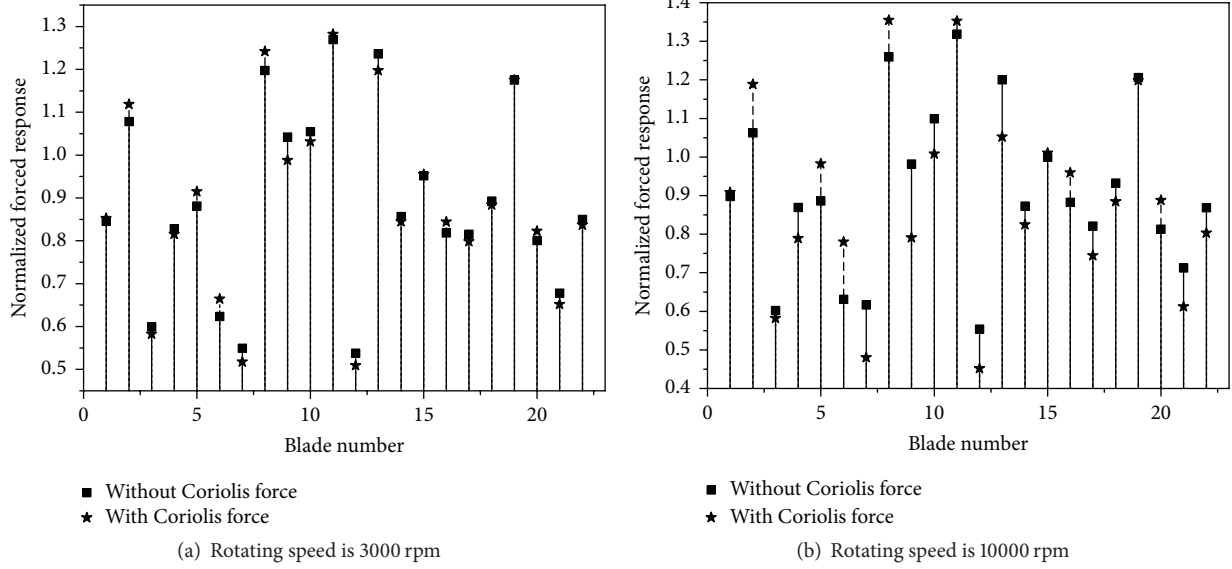 1.3
1.2
1.1
1.0
0.9
0.8
0.7
0.6
0.5
Normalized forced response
0 5 10 15 20
Blade number
Without Coriolis force
With Coriolis force
(a) Rotating speed is 3000 rpm
1.4
1.3
1.2
1.1
1.0
0.9
0.8
0.7
0.6
0.5
0.4
Normalized forced response
0 5 10 15 20
Blade number
Without Coriolis force
With Coriolis force
(b) Rotating speed is 10000 rpm